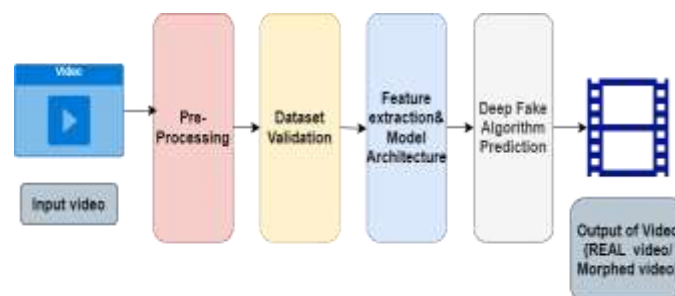 Video
Input video
Pre-
Processing
Dataset
Validation
Feature
extraction&
Model
Architecture
Deep Fake
Algorithm
Prediction
Output of Video
(REAL video/
Morphed video